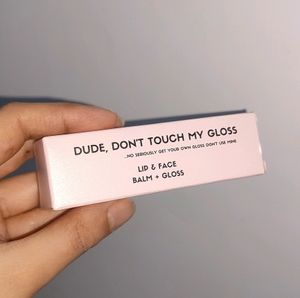 DUDE, DON'T TOUCH MY GLOSS
...NO SERIOUSLY GET YOUR OWN GLOSS DON'T USE MINE
LIP & FACE
BALM + GLOSS